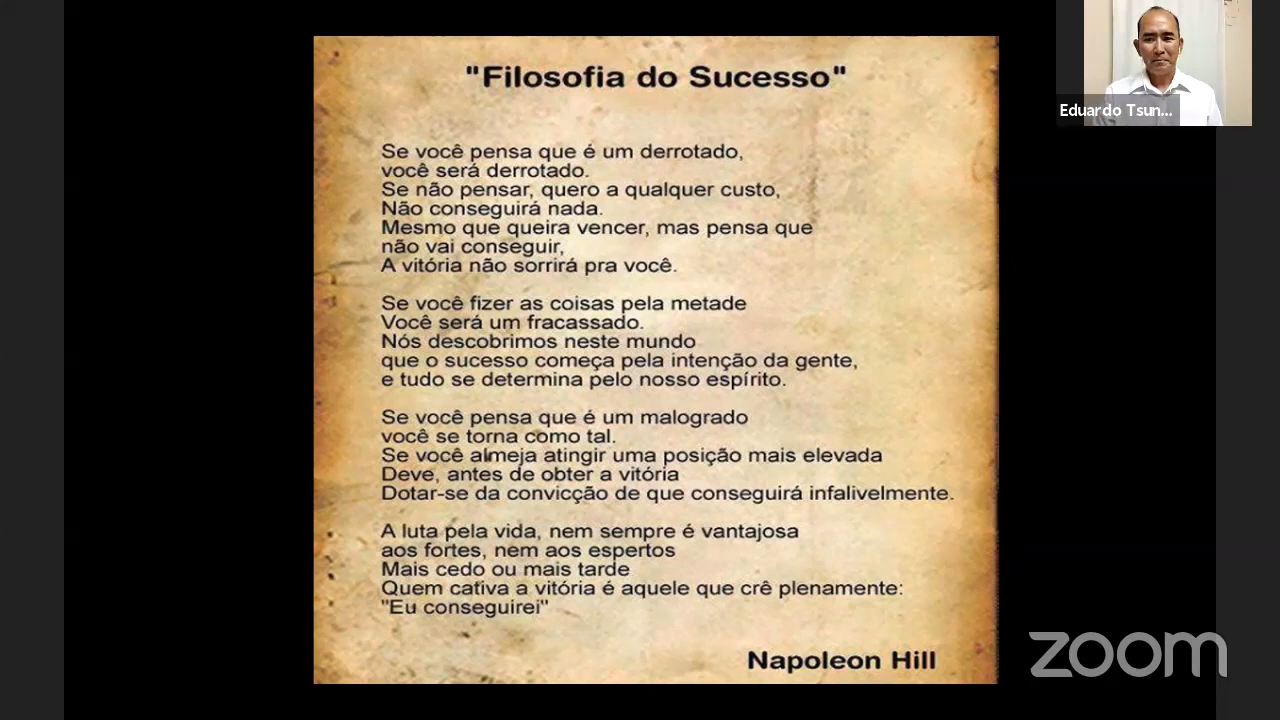 "Filosofia do Sucesso"
Se você pensa que é um derrotado,
você será derrotado.
Se não pensar, quero a qualquer custo,
Não conseguirá nada.
Mesmo que queira vencer, mas pensa que
não vai conseguir,
A vitória não sorrirá pra você.
Se você fizer as coisas pela metade
Você será um fracassado.
Nós descobrimos neste mundo
que o sucesso começa pela intenção da gente,
e tudo se determina pelo nosso espírito.
Se você pensa que é um malogrado
você se torna como tal.
Se você almeja atingir uma posição mais elevada
Deve, antes de obter a vitória
Dotar-se da convicção de que conseguirá infalivelmente.
A luta pela vida, nem sempre é vantajosa
aos fortes, nem aos espertos
Mais cedo ou mais tarde
Quem cativa a vitória é aquele que crê plenamente:
"Eu conseguirei"
Napoleon Hill
Eduardo Tsun...
zoom